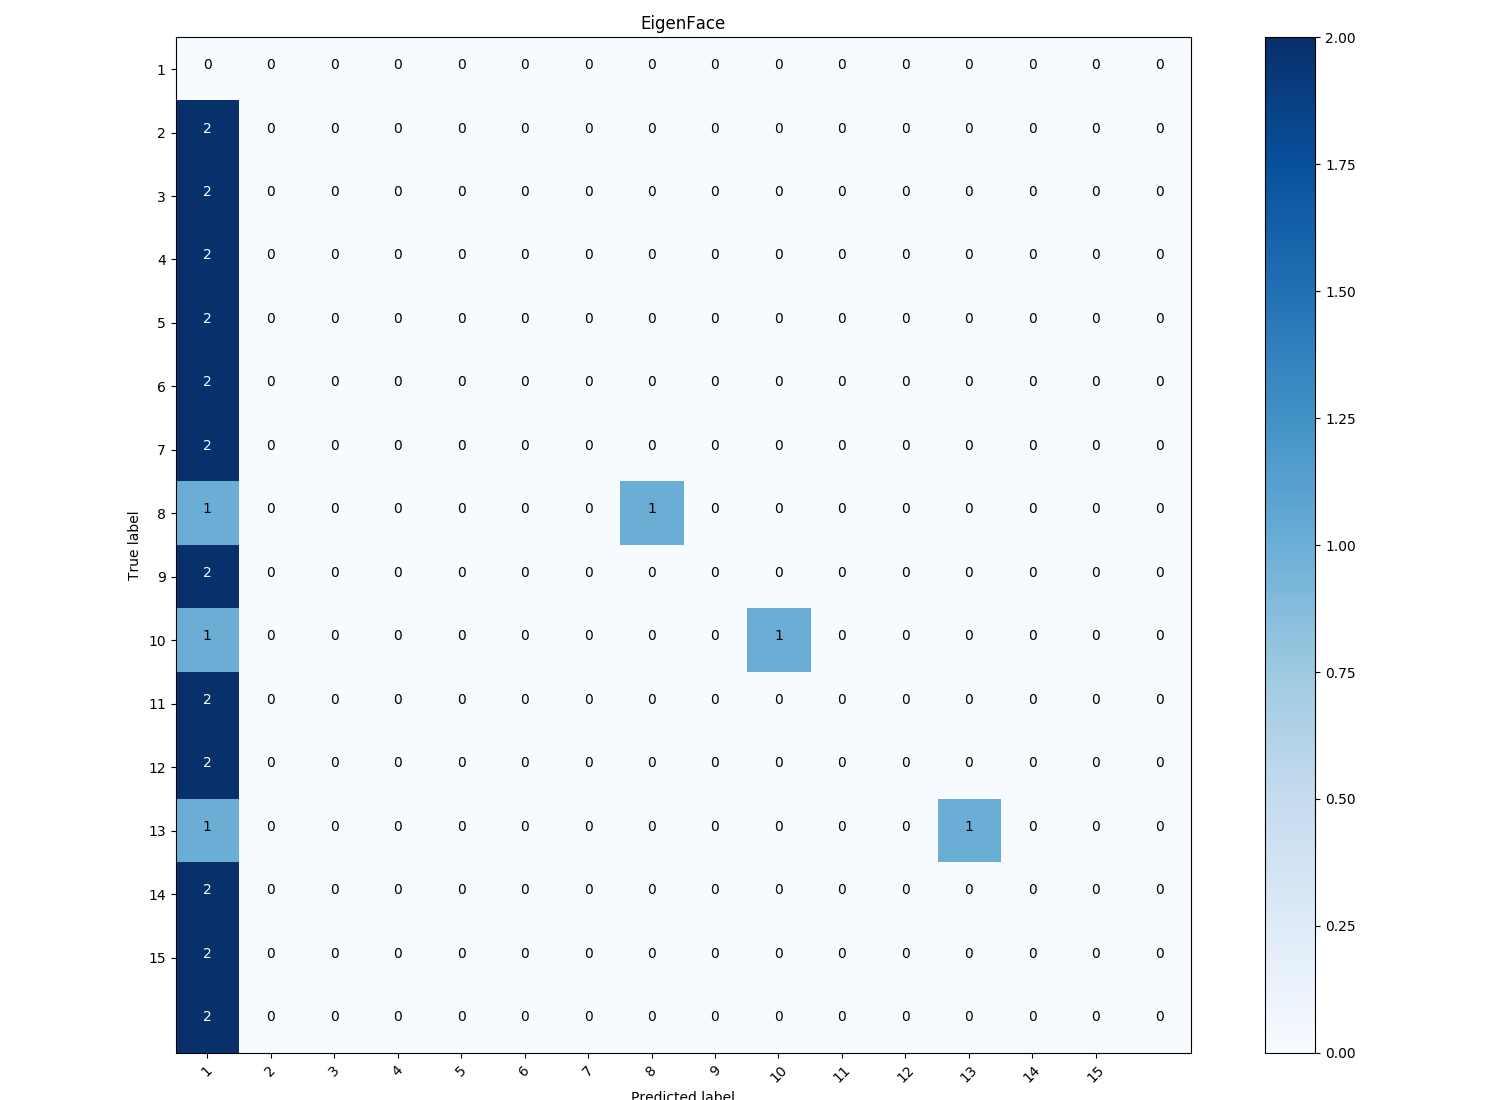 EigenFace
1 0 0 0 0 0 0 0 0 0 0 0 0 0 0 0 0
2 2 0 0 0 0 0 0 0 0 0 0 0 0 0 0 0
3 2 0 0 0 0 0 0 0 0 0 0 0 0 0 0 0
4 2 0 0 0 0 0 0 0 0 0 0 0 0 0 0 0
5 2 0 0 0 0 0 0 0 0 0 0 0 0 0 0 0
6 2 0 0 0 0 0 0 0 0 0 0 0 0 0 0 0
7 2 0 0 0 0 0 0 0 0 0 0 0 0 0 0 0
8 1 0 0 0 0 0 0 1 0 0 0 0 0 0 0 0
9 2 0 0 0 0 0 0 0 0 0 0 0 0 0 0 0
10 1 0 0 0 0 0 0 0 0 1 0 0 0 0 0 0
11 2 0 0 0 0 0 0 0 0 0 0 0 0 0 0 0
12 2 0 0 0 0 0 0 0 0 0 0 0 0 0 0 0
13 1 0 0 0 0 0 0 0 0 0 0 0 1 0 0 0
14 2 0 0 0 0 0 0 0 0 0 0 0 0 0 0 0
15 2 0 0 0 0 0 0 0 0 0 0 0 0 0 0 0
2 0 0 0 0 0 0 0 0 0 0 0 0 0 0 0
1 2 3 4 5 6 7 8 9 10 11 12 13 14 15
True label
Predicted label
2.00
1.75
1.50
1.25
1.00
0.75
0.50
0.25
0.00